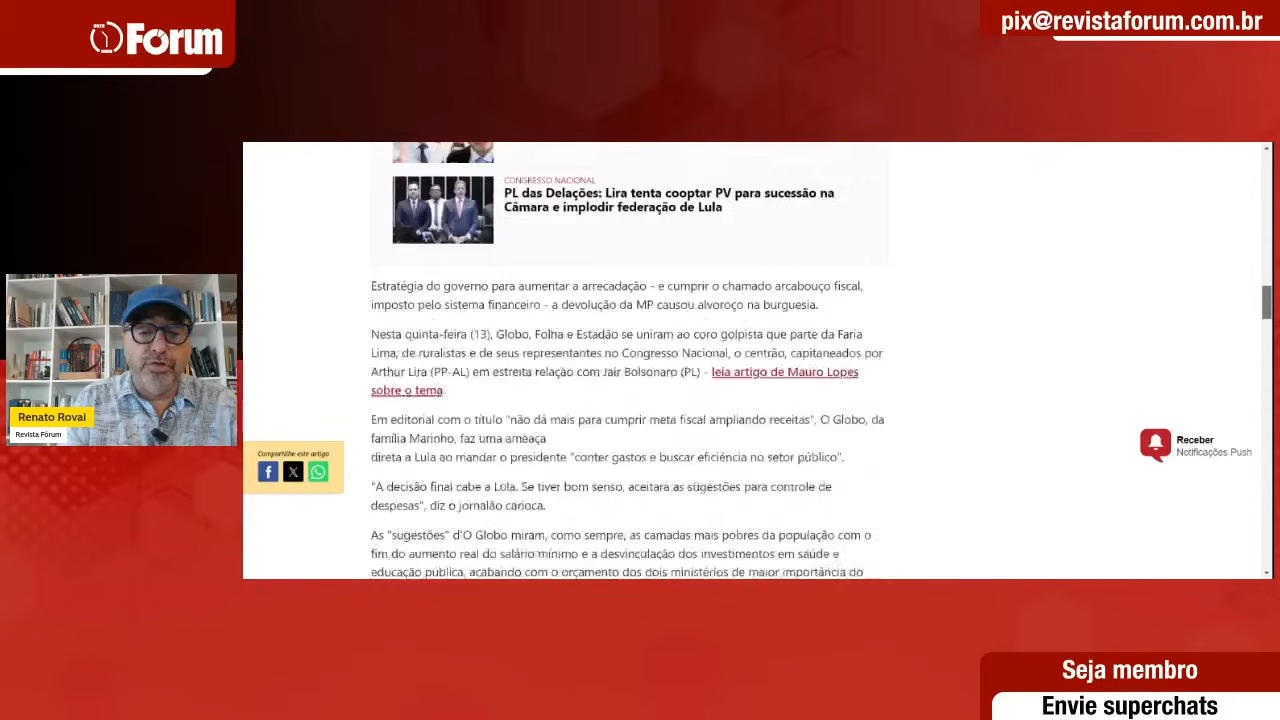 ONZE
HORAS
Forum
pix@revistaforum.com.br
CONGRESSO NACIONAL
PL das Delações: Lira tenta cooptar PV para sucessão na
Câmara e implodir federação de Lula
Estratégia do governo para aumentar a arrecadação - e cumprir o chamado arcabouço fiscal,
imposto pelo sistema financeiro - a devolução da MP causou alvoroço na burguesia.
Nesta quinta-feira (13), Globo, Folha e Estadão se uniram ao coro golpista que parte da Faria
Lima, de ruralistas e de seus representantes no Congresso Nacional, o centrão, capitaneados por
Arthur Lira (PP-AL) em estreita relação com Jair Bolsonaro (PL) - leia artigo de Mauro Lopes
sobre o tema.
Em editorial com o título "não dá mais para cumprir meta fiscal ampliando receitas", O Globo, da
família Marinho, faz uma ameaça
direta a Lula ao mandar o presidente "conter gastos e buscar eficiência no setor público".
"A decisão final cabe a Lula. Se tiver bom senso, aceitará as sugestões para controle de
despesas", diz o jornalão carioca.
As "sugestões" d'O Globo miram, como sempre, as camadas mais pobres da população com o
fim do aumento real do salário mínimo e a desvinculação dos investimentos em saúde e
educação pública, acabando com o orçamento dos dois ministérios de maior importância do
Renato Rovai
Revista Fórum
Compartilhe este artigo
Receber
Notificações Push
Seja membro
Envie superchats